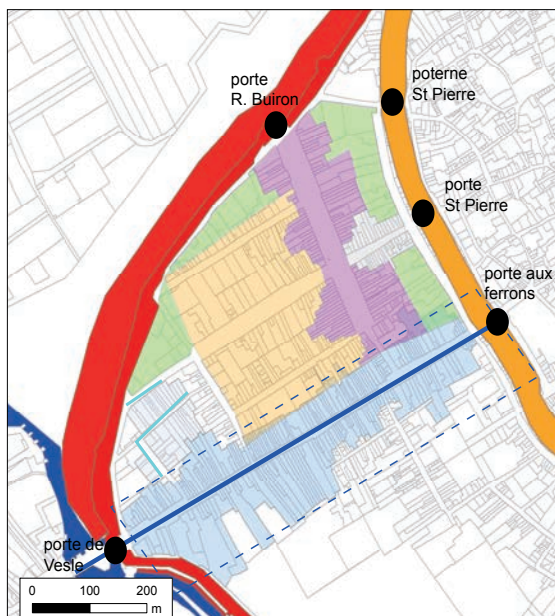 porte
R. Buiron
poterne
St Pierre
porte
St Pierre
porte aux
ferrons
porte de
Vesle
0 100 200
m